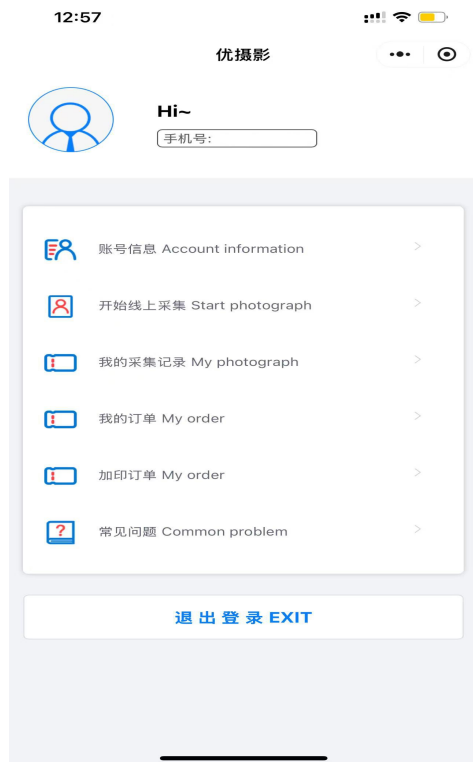 12:57
优摄影
Hi~
手机号:
账号信息 Account information
开始线上采集 Start photograph
我的采集记录 My photograph
我的订单 My order
加印订单 My order
常见问题 Common problem
退出登录 EXIT